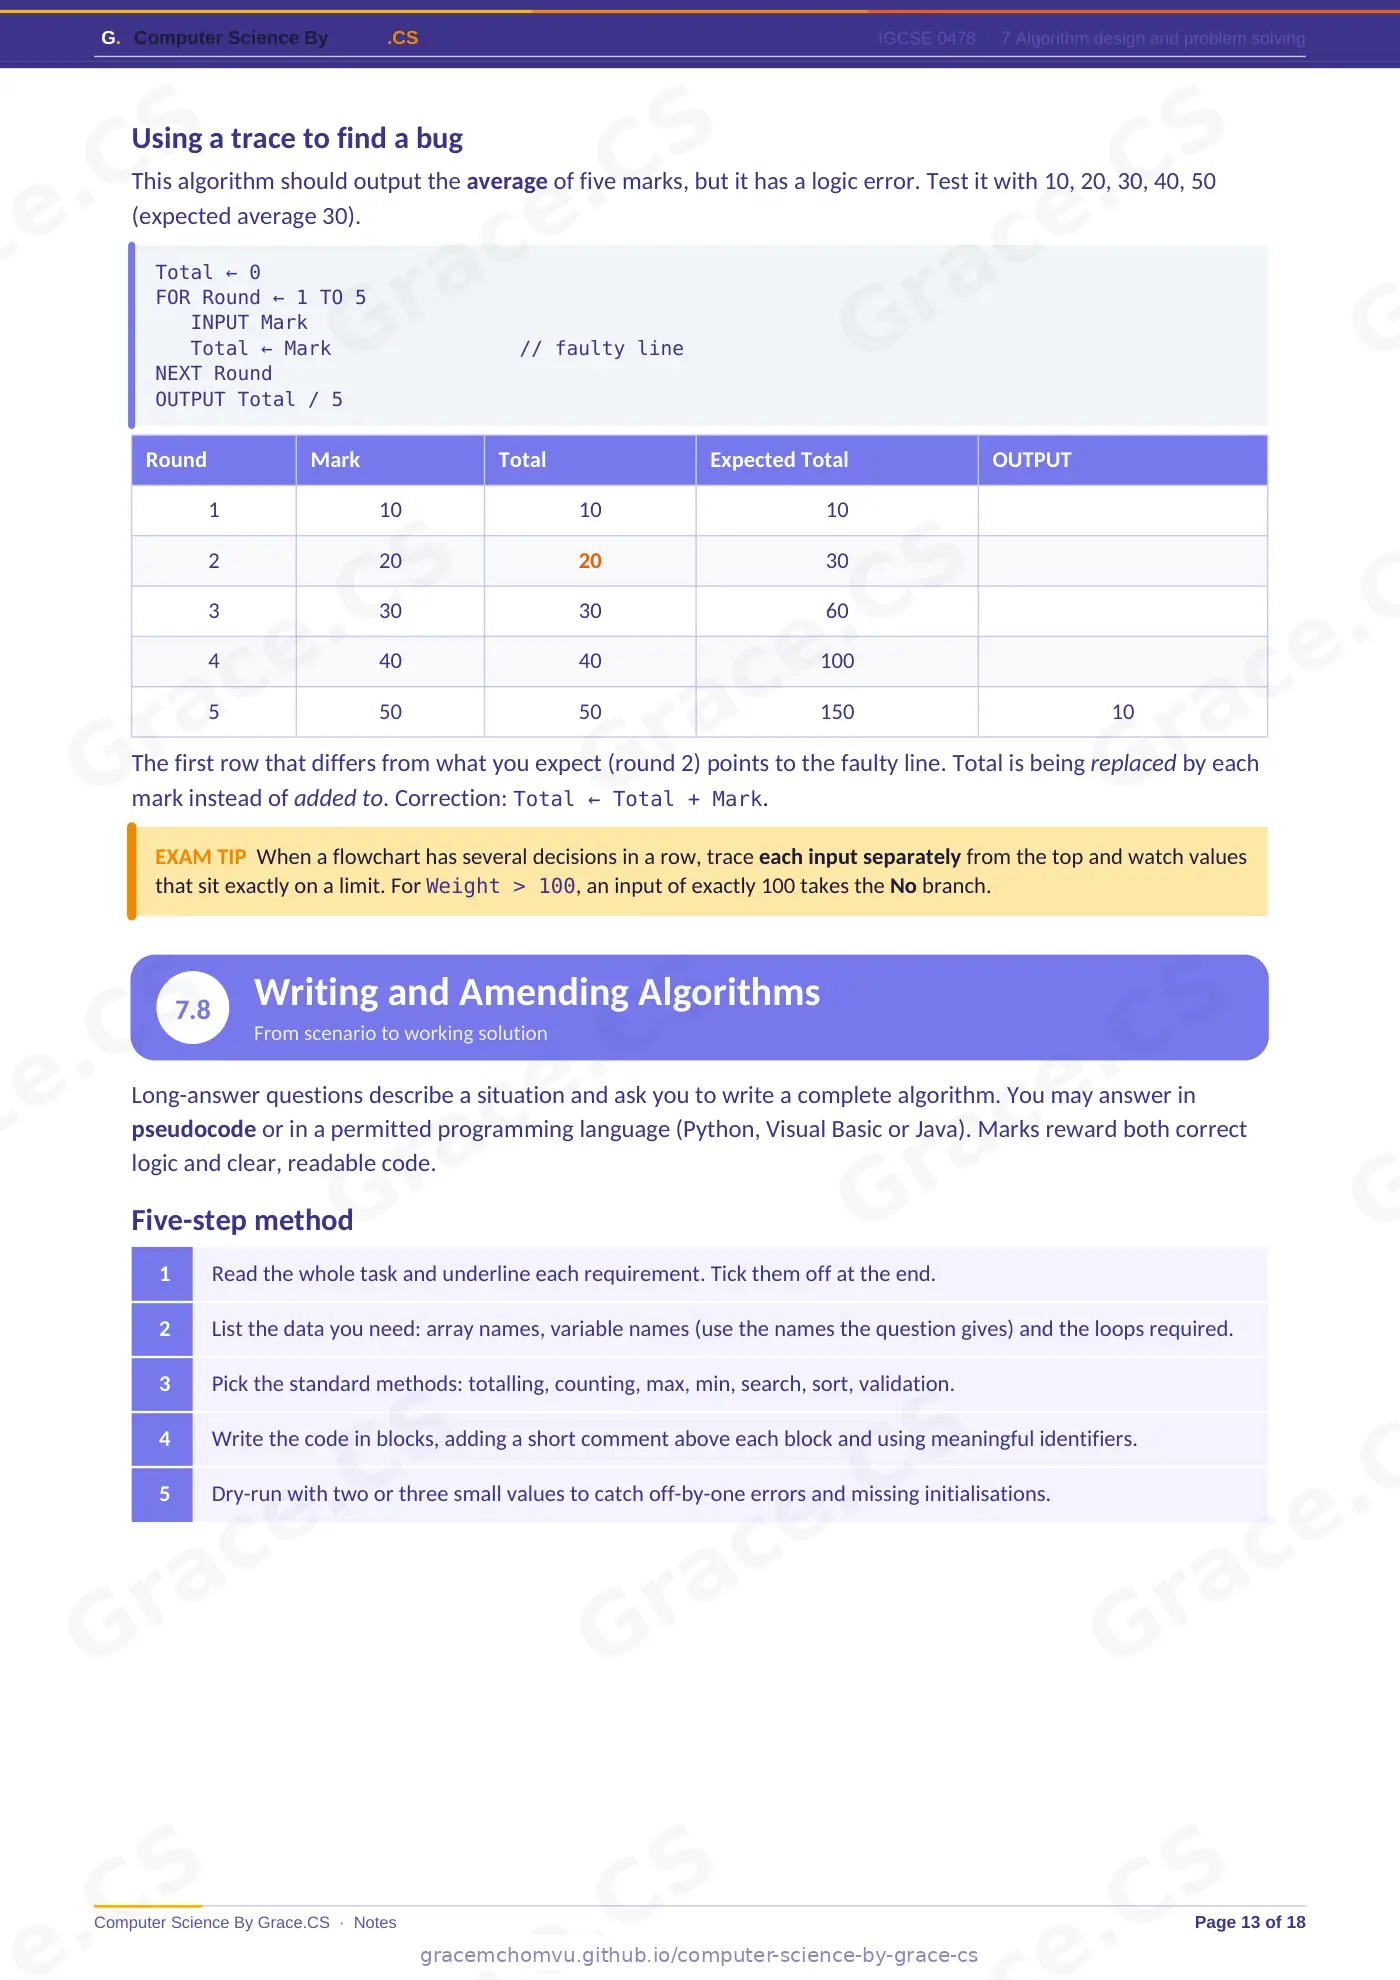 G. Computer Science By .CS
IGCSE 0478 · 7 Algorithm design and problem solving
Using a trace to find a bug
This algorithm should output the average of five marks, but it has a logic error. Test it with 10, 20, 30, 40, 50
(expected average 30).
Total ← 0
FOR Round ← 1 TO 5
   INPUT Mark
   Total ← Mark                // faulty line
NEXT Round
OUTPUT Total / 5
Round Mark Total Expected Total OUTPUT
1 10 10 10
2 20 20 30
3 30 30 60
4 40 40 100
5 50 50 150 10
The first row that differs from what you expect (round 2) points to the faulty line. Total is being replaced by each
mark instead of added to. Correction: Total ← Total + Mark.
EXAM TIP When a flowchart has several decisions in a row, trace each input separately from the top and watch values
that sit exactly on a limit. For Weight > 100, an input of exactly 100 takes the No branch.
7.8 Writing and Amending Algorithms
From scenario to working solution
Long-answer questions describe a situation and ask you to write a complete algorithm. You may answer in
pseudocode or in a permitted programming language (Python, Visual Basic or Java). Marks reward both correct
logic and clear, readable code.
Five-step method
1 Read the whole task and underline each requirement. Tick them off at the end.
2 List the data you need: array names, variable names (use the names the question gives) and the loops required.
3 Pick the standard methods: totalling, counting, max, min, search, sort, validation.
4 Write the code in blocks, adding a short comment above each block and using meaningful identifiers.
5 Dry-run with two or three small values to catch off-by-one errors and missing initialisations.
Computer Science By Grace.CS · Notes
Page 13 of 18
gracemchomvu.github.io/computer-science-by-grace-cs